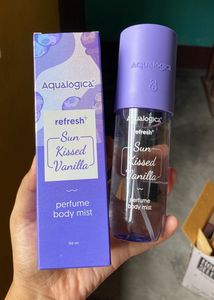 Aqualogica®
refresh+
Sun
Kissed
Vanilla
perfume
body mist
Aqualogica®
refresh+
Sun
Kissed
Vanilla
perfume
body mist